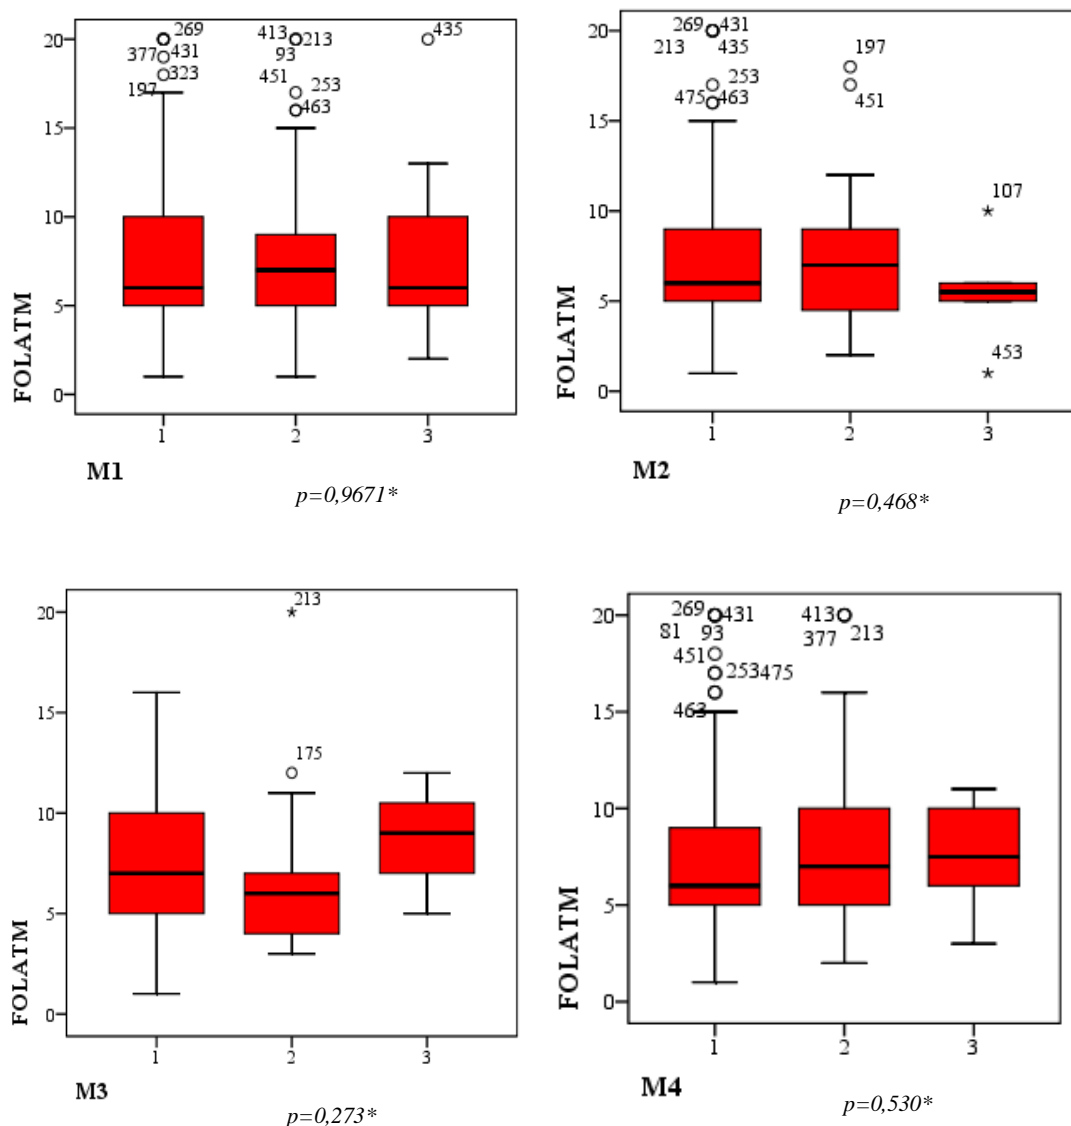 20 269 413 213 435
377 431 93
323 451 253
197 463
15
10
5
0
FOLATM
1 2 3
M1
p=0,9671*
20 269 431 197
213 435
253 451
475 463
15
10 107
5
453
0
FOLATM
1 2 3
M2
p=0,468*
20 213
15
175
10
5
0
FOLATM
1 2 3
M3
p=0,273*
20 269 431 413
81 93 377 213
451 253 475
463
15
10
5
0
FOLATM
1 2 3
M4
p=0,530*